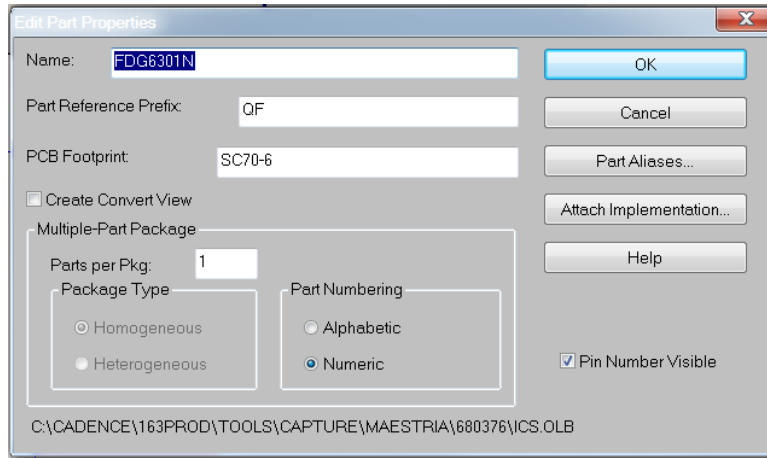 Edit Part Properties
X
Name: FDG6301N
OK
Part Reference Prefix: QF
Cancel
PCB Footprint: SC70-6
Part Aliases...
Create Convert View
Attach Implementation...
Multiple-Part Package
Parts per Pkg: 1
Help
Package Type
Part Numbering
Homogeneous
Alphabetic
Heterogeneous
Numeric
Pin Number Visible
C:\CADENCE\163PROD\TOOLS\CAPTURE\MAESTRIA\680376\ICS.OLB